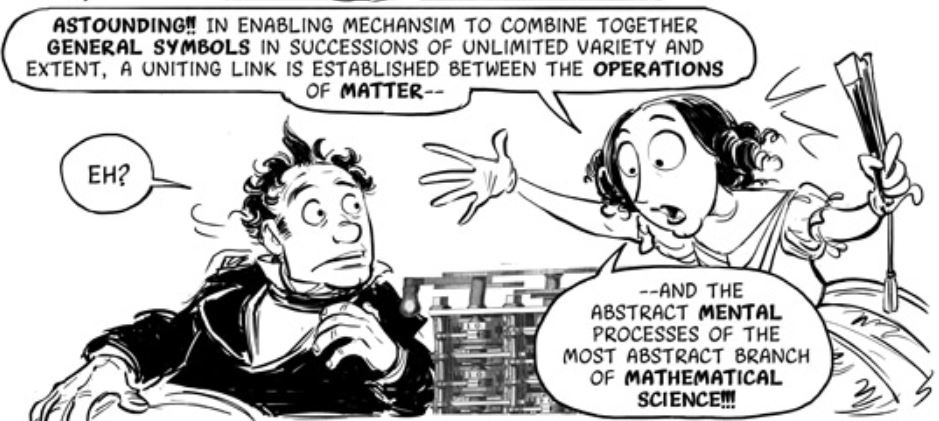 ASTOUNDING!! IN ENABLING MECHANSIM TO COMBINE TOGETHER
GENERAL SYMBOLS IN SUCCESSIONS OF UNLIMITED VARIETY AND
EXTENT, A UNITING LINK IS ESTABLISHED BETWEEN THE OPERATIONS
OF MATTER--
EH?
--AND THE
ABSTRACT MENTAL
PROCESSES OF THE
MOST ABSTRACT BRANCH
OF MATHEMATICAL
SCIENCE!!!